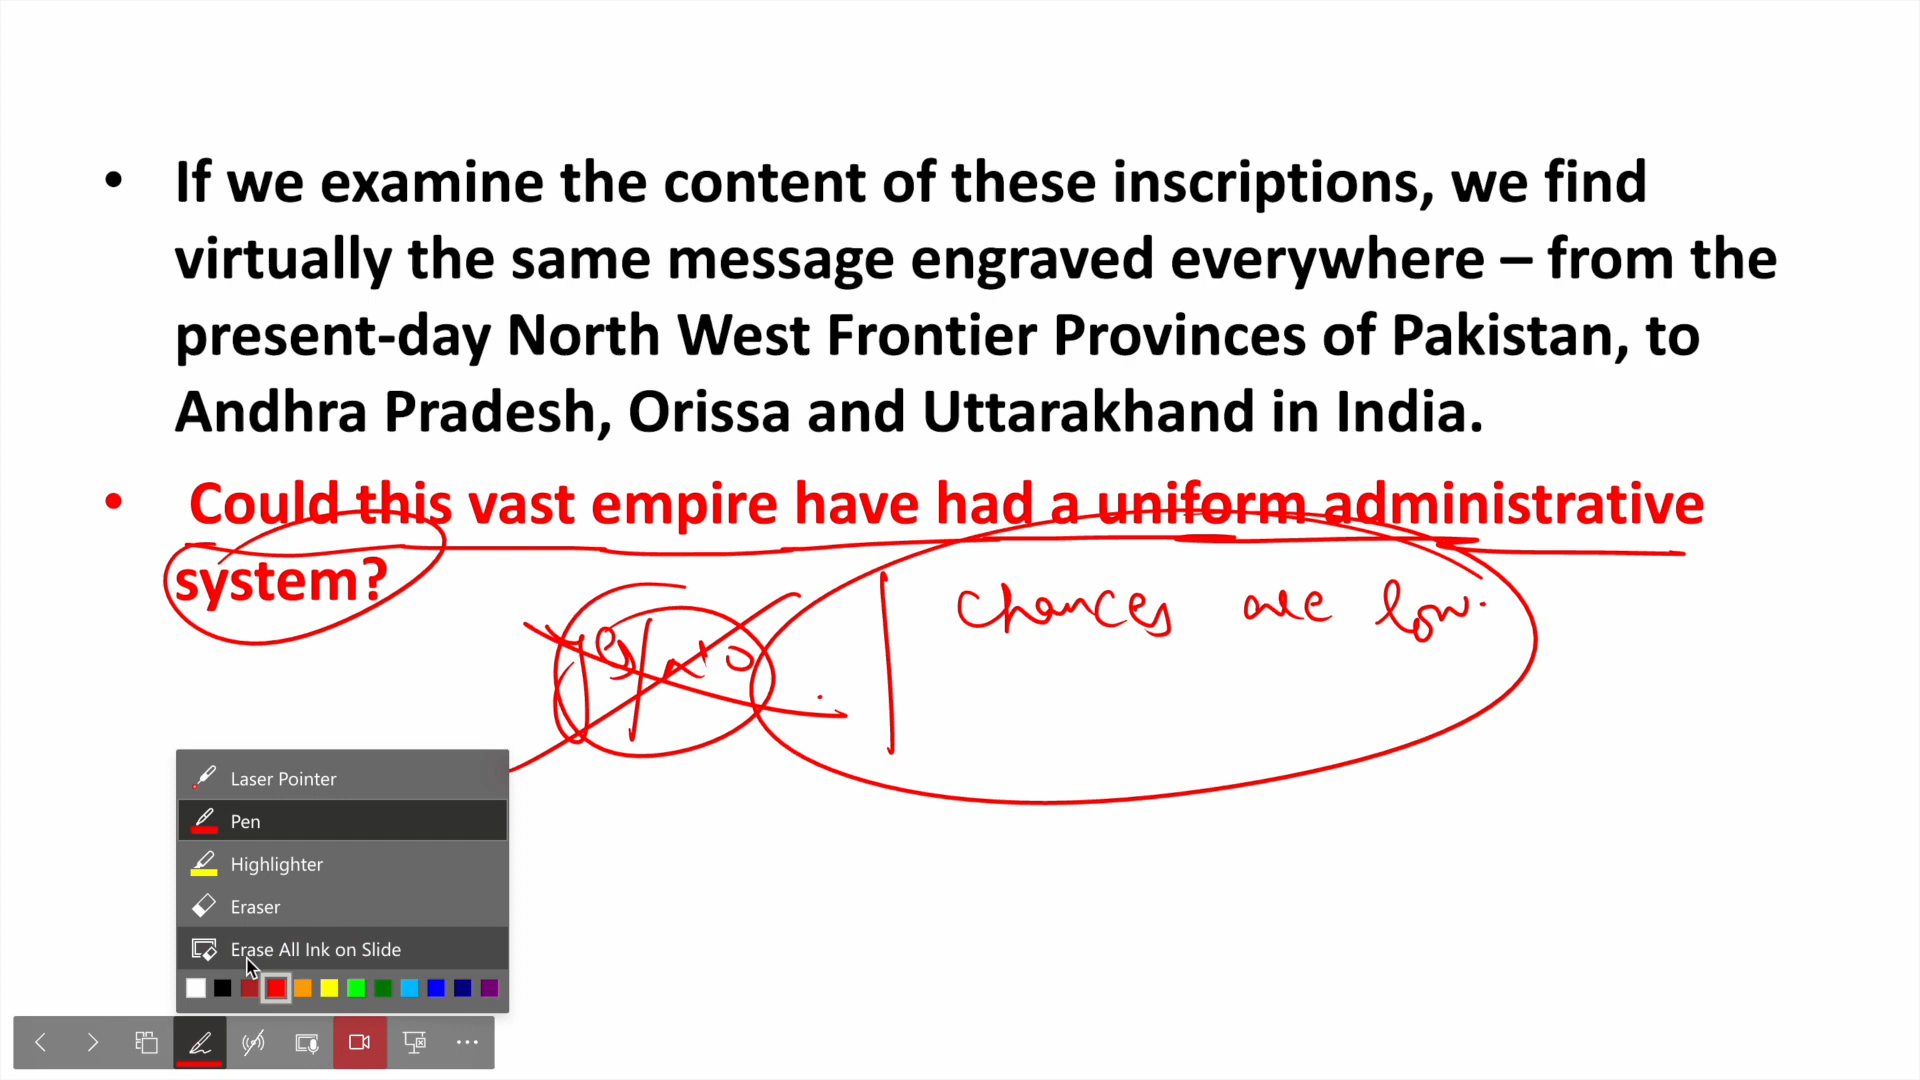 • If we examine the content of these inscriptions, we find
virtually the same message engraved everywhere – from the
present-day North West Frontier Provinces of Pakistan, to
Andhra Pradesh, Orissa and Uttarakhand in India.
• Could this vast empire have had a uniform administrative
system?
chances are low.
Laser Pointer
Pen
Highlighter
Eraser
Erase All Ink on Slide